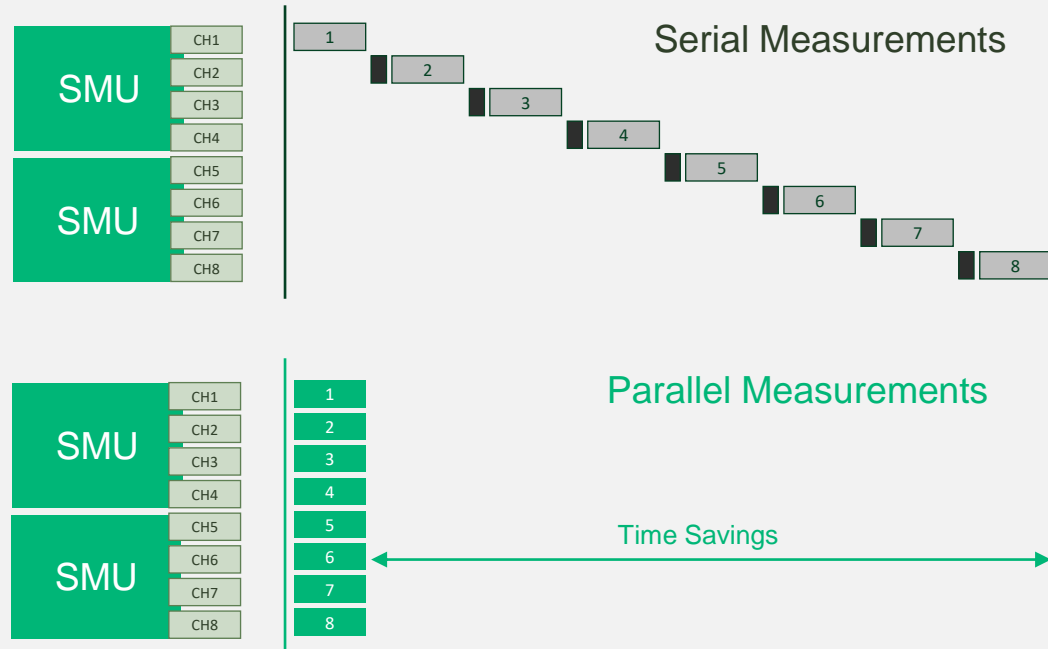 Serial Measurements
SMU
CH1
CH2
CH3
CH4
SMU
CH5
CH6
CH7
CH8
1
2
3
4
5
6
7
8
Parallel Measurements
SMU
CH1
CH2
CH3
CH4
SMU
CH5
CH6
CH7
CH8
1
2
3
4
5
6
7
8
Time Savings